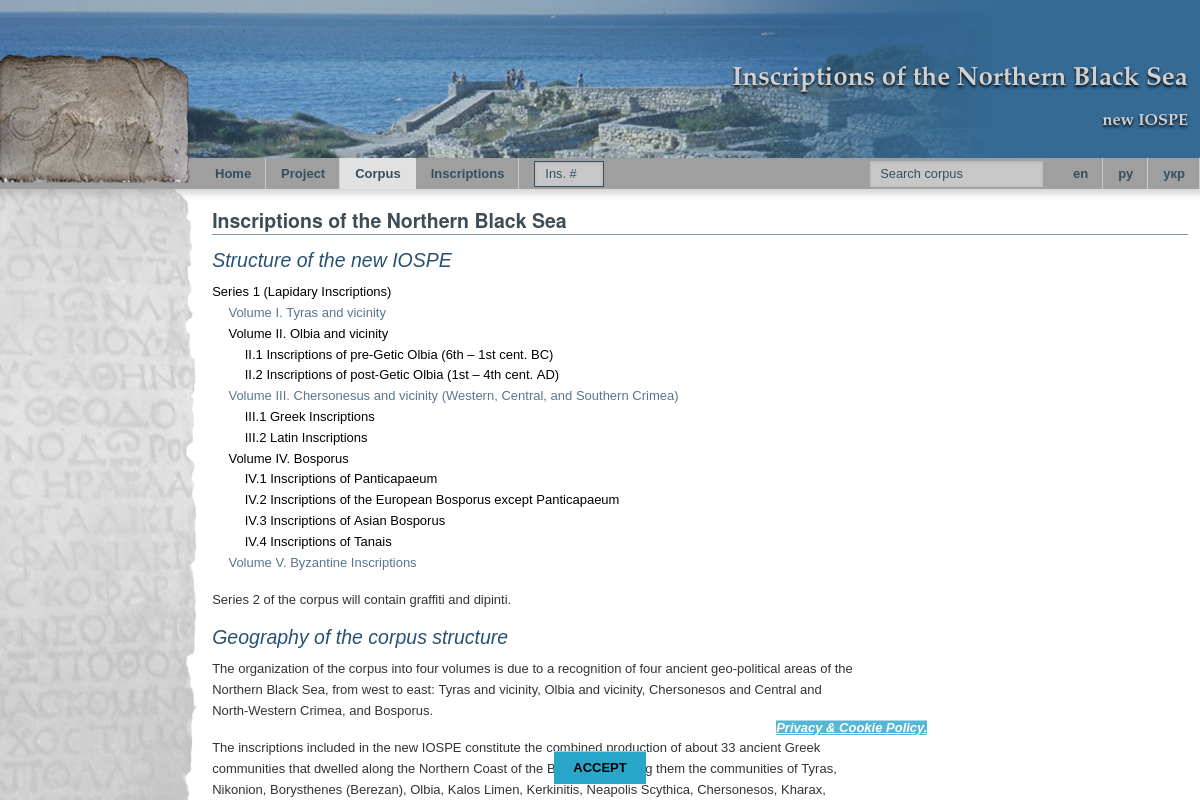 Inscriptions of the Northern Black Sea
new IOSPE
Home Project Corpus Inscriptions Ins. # Search corpus en ру укр
Inscriptions of the Northern Black Sea
Structure of the new IOSPE
Series 1 (Lapidary Inscriptions)
Volume I. Tyras and vicinity
Volume II. Olbia and vicinity
II.1 Inscriptions of pre-Getic Olbia (6th – 1st cent. BC)
II.2 Inscriptions of post-Getic Olbia (1st – 4th cent. AD)
Volume III. Chersonesus and vicinity (Western, Central, and Southern Crimea)
III.1 Greek Inscriptions
III.2 Latin Inscriptions
Volume IV. Bosporus
IV.1 Inscriptions of Panticapaeum
IV.2 Inscriptions of the European Bosporus except Panticapaeum
IV.3 Inscriptions of Asian Bosporus
IV.4 Inscriptions of Tanais
Volume V. Byzantine Inscriptions
Series 2 of the corpus will contain graffiti and dipinti.
Geography of the corpus structure
The organization of the corpus into four volumes is due to a recognition of four ancient geo-political areas of the
Northern Black Sea, from west to east: Tyras and vicinity, Olbia and vicinity, Chersonesos and Central and
North-Western Crimea, and Bosporus.
Privacy & Cookie Policy.
The inscriptions included in the new IOSPE constitute the combined production of about 33 ancient Greek
communities that dwelled along the Northern Coast of the them the communities of Tyras,
ACCEPT
Nikonion, Borysthenes (Berezan), Olbia, Kalos Limen, Kerkinitis, Neapolis Scythica, Chersonesos, Kharax,